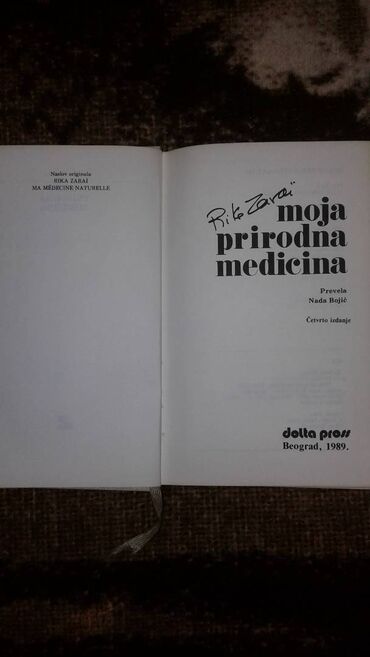 Naslov originala
RIKA ZARAÏ
MA MÉDECINE NATURELLE
Rika Zaraï
moja
prirodna
medicina
Prevela
Nada Bojić
Četvrto izdanje
delta press
Beograd, 1989.